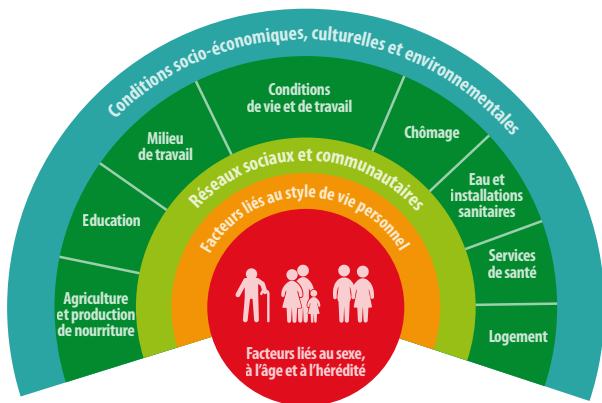 Conditions socio-économiques, culturelles et environnementales
Conditions
de vie et de travail
Milieu
de travail
Chômage
Education
Eau et
installations
sanitaires
Agriculture
et production
de nourriture
Services
de santé
Logement
Réseaux sociaux et communautaires
Facteurs liés au style de vie personnel
Facteurs liés au sexe,
à l'âge et à l'hérédité